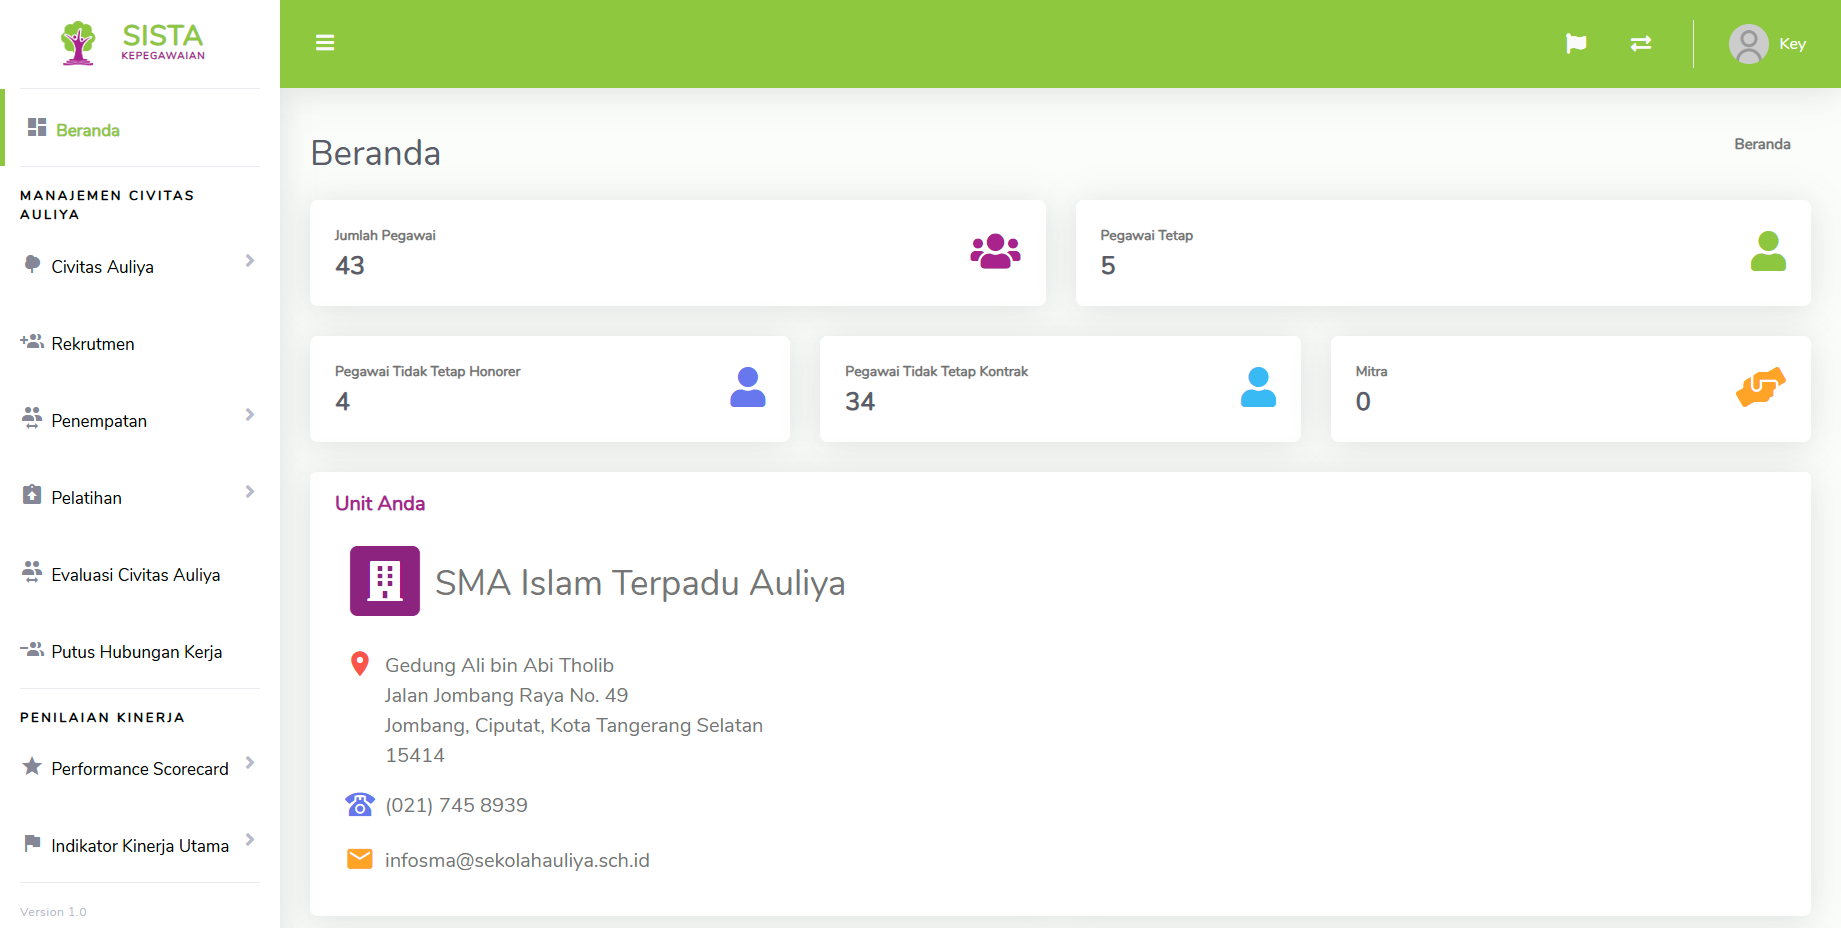 SISTA
KEPEGAWAIAN
Key
Beranda
MANAJEMEN CIVITAS
AULIYA
Civitas Auliya
Rekrutmen
Penempatan
Pelatihan
Evaluasi Civitas Auliya
Putus Hubungan Kerja
PENILAIAN KINERJA
Performance Scorecard
Indikator Kinerja Utama
Version 1.0
Beranda
Beranda
Jumlah Pegawai
43
Pegawai Tetap
5
Pegawai Tidak Tetap Honorer
4
Pegawai Tidak Tetap Kontrak
34
Mitra
0
Unit Anda
SMA Islam Terpadu Auliya
Gedung Ali bin Abi Tholib
Jalan Jombang Raya No. 49
Jombang, Ciputat, Kota Tangerang Selatan
15414
(021) 745 8939
infosma@sekolahauliya.sch.id